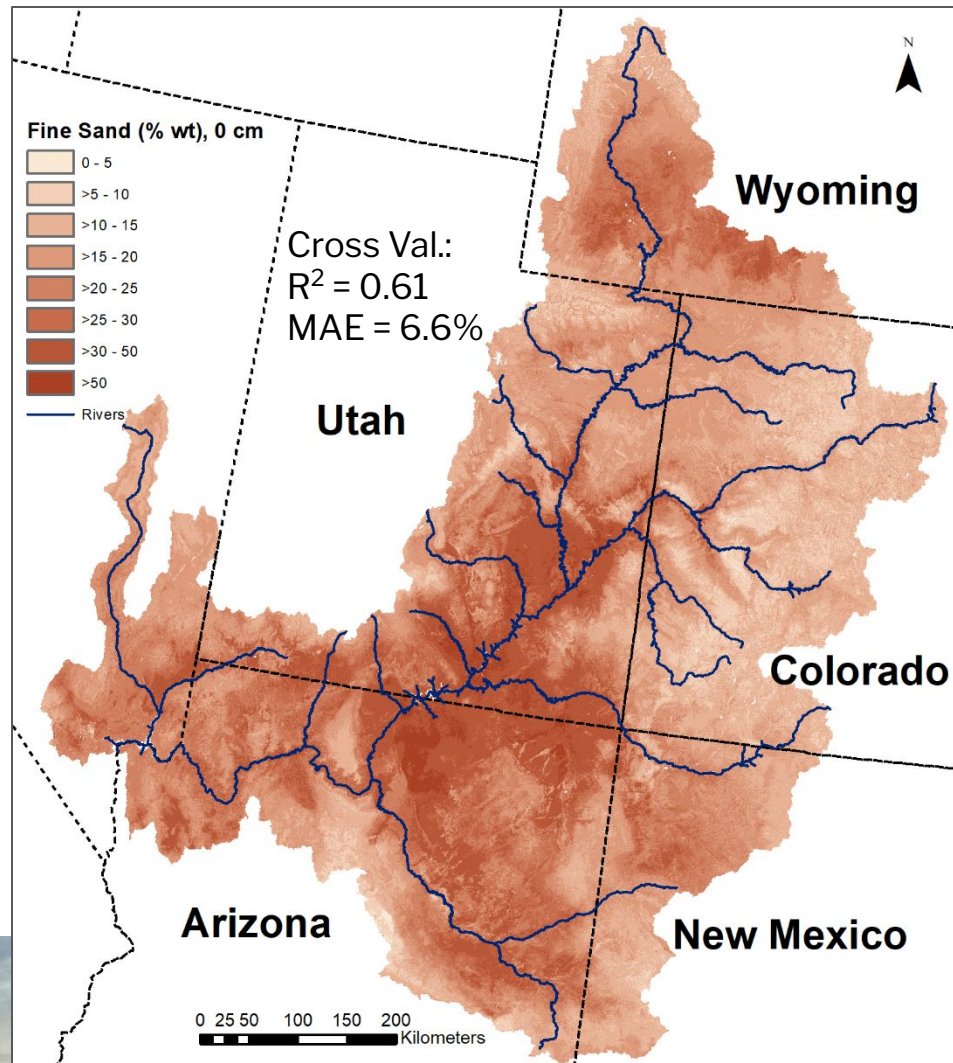 N
Fine Sand (% wt), 0 cm
0 - 5
>5 - 10
>10 - 15
>15 - 20
>20 - 25
>25 - 30
>30 - 50
>50
Rivers
Cross Val.:
R² = 0.61
MAE = 6.6%
Wyoming
Utah
Colorado
Arizona
New Mexico
0 25 50 100 150 200
Kilometers